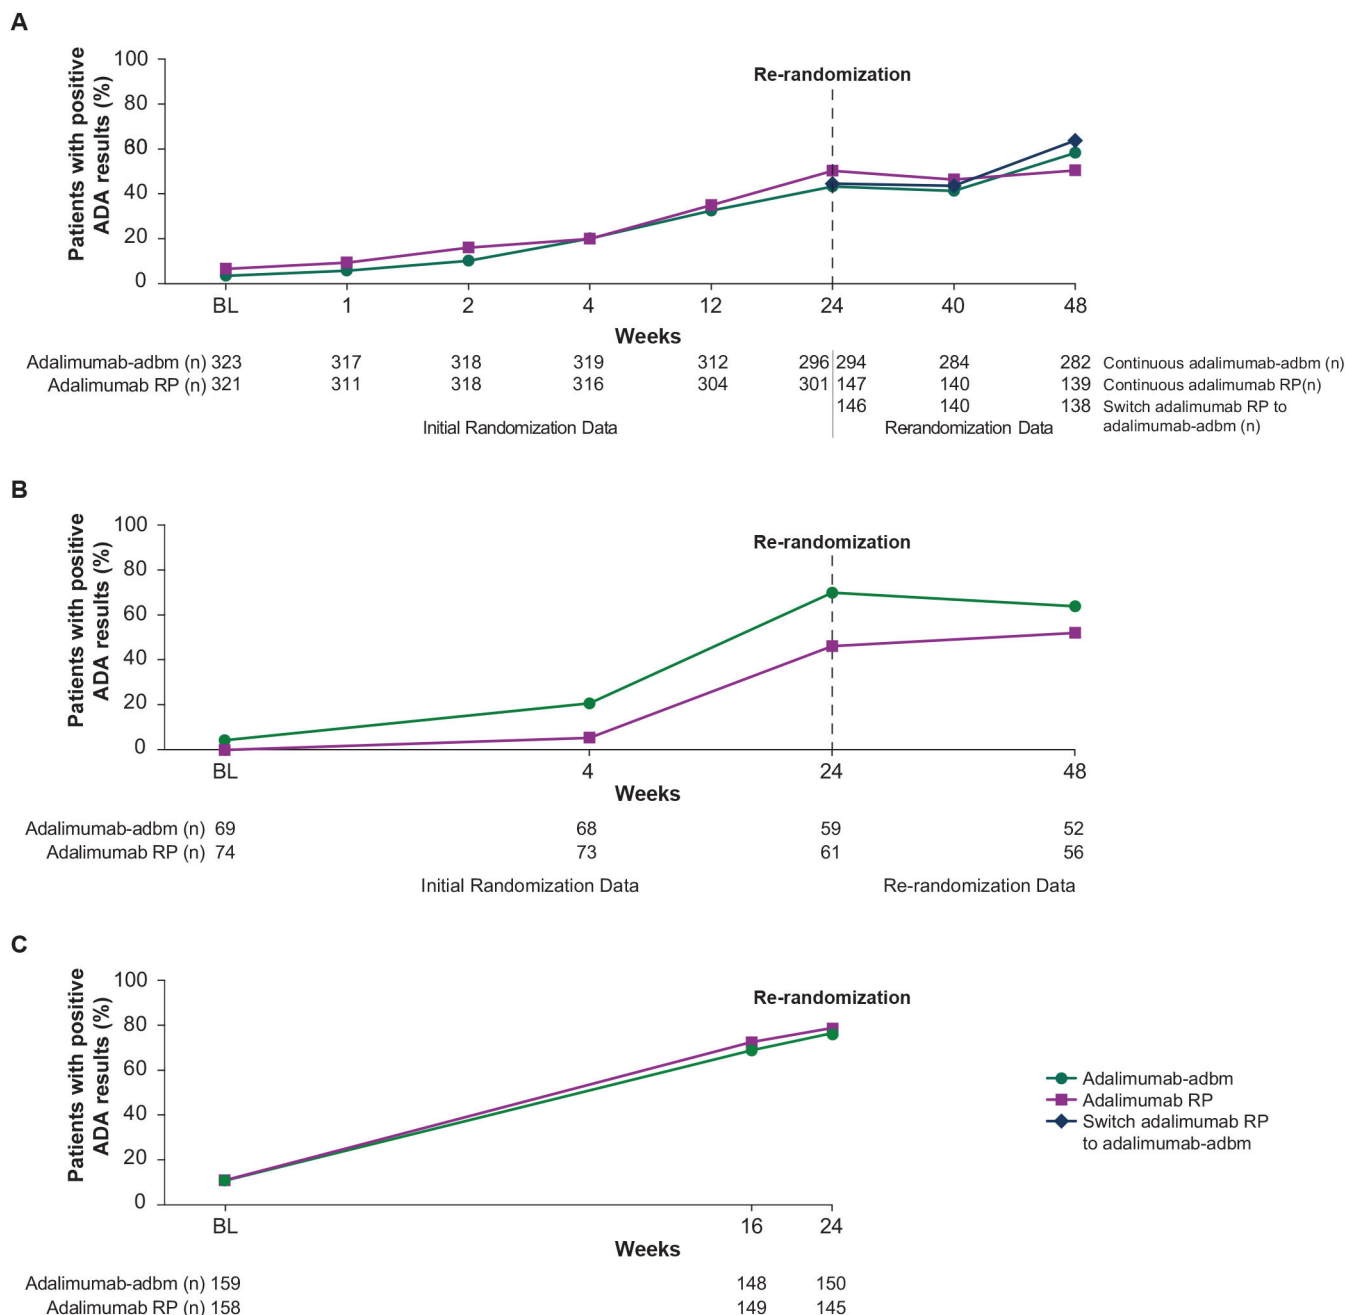 A
Patients with positive
ADA results (%)
100
80
60
40
20
0
Re-randomization
BL 1 2 4 12 24 40 48
Weeks
Adalimumab-adbm (n) 323 317 318 319 312 296 294 284 282 Continuous adalimumab-adbm (n)
Adalimumab RP (n) 321 311 318 316 304 301 147 140 139 Continuous adalimumab RP(n)
146 140 138 Switch adalimumab RP to
adalimumab-adbm (n)
Initial Randomization Data Re-randomization Data
B
Patients with positive
ADA results (%)
100
80
60
40
20
0
Re-randomization
BL 4 24 48
Weeks
Adalimumab-adbm (n) 69 68 59 52
Adalimumab RP (n) 74 73 61 56
Initial Randomization Data Re-randomization Data
C
Patients with positive
ADA results (%)
100
80
60
40
20
0
Re-randomization
BL 16 24
Weeks
Adalimumab-adbm (n) 159 148 150
Adalimumab RP (n) 158 149 145
Adalimumab-adbm
Adalimumab RP
Switch adalimumab RP
to adalimumab-adbm